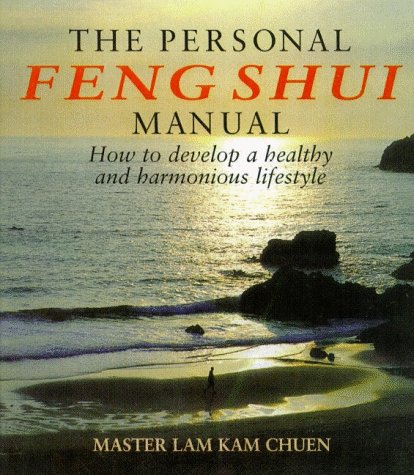 THE PERSONAL
FENG SHUI
MANUAL
How to develop a healthy
and harmonious lifestyle
MASTER LAM KAM CHUEN